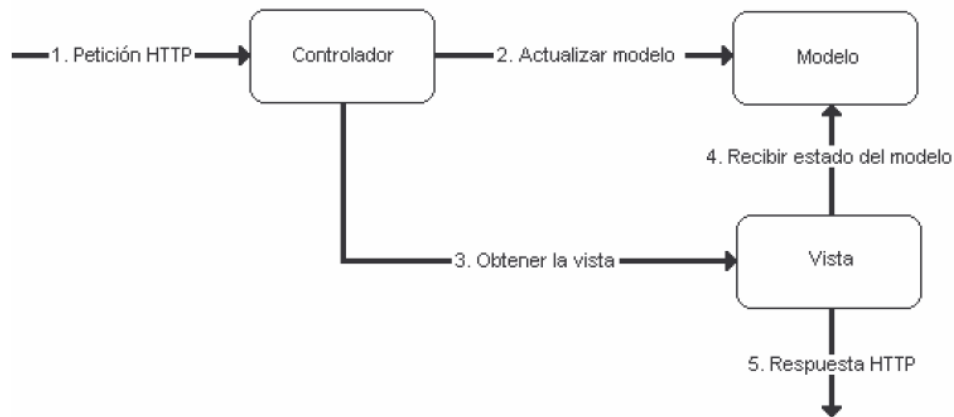 1. Petición HTTP
Controlador
2. Actualizar modelo
Modelo
4. Recibir estado del modelo
3. Obtener la vista
Vista
5. Respuesta HTTP